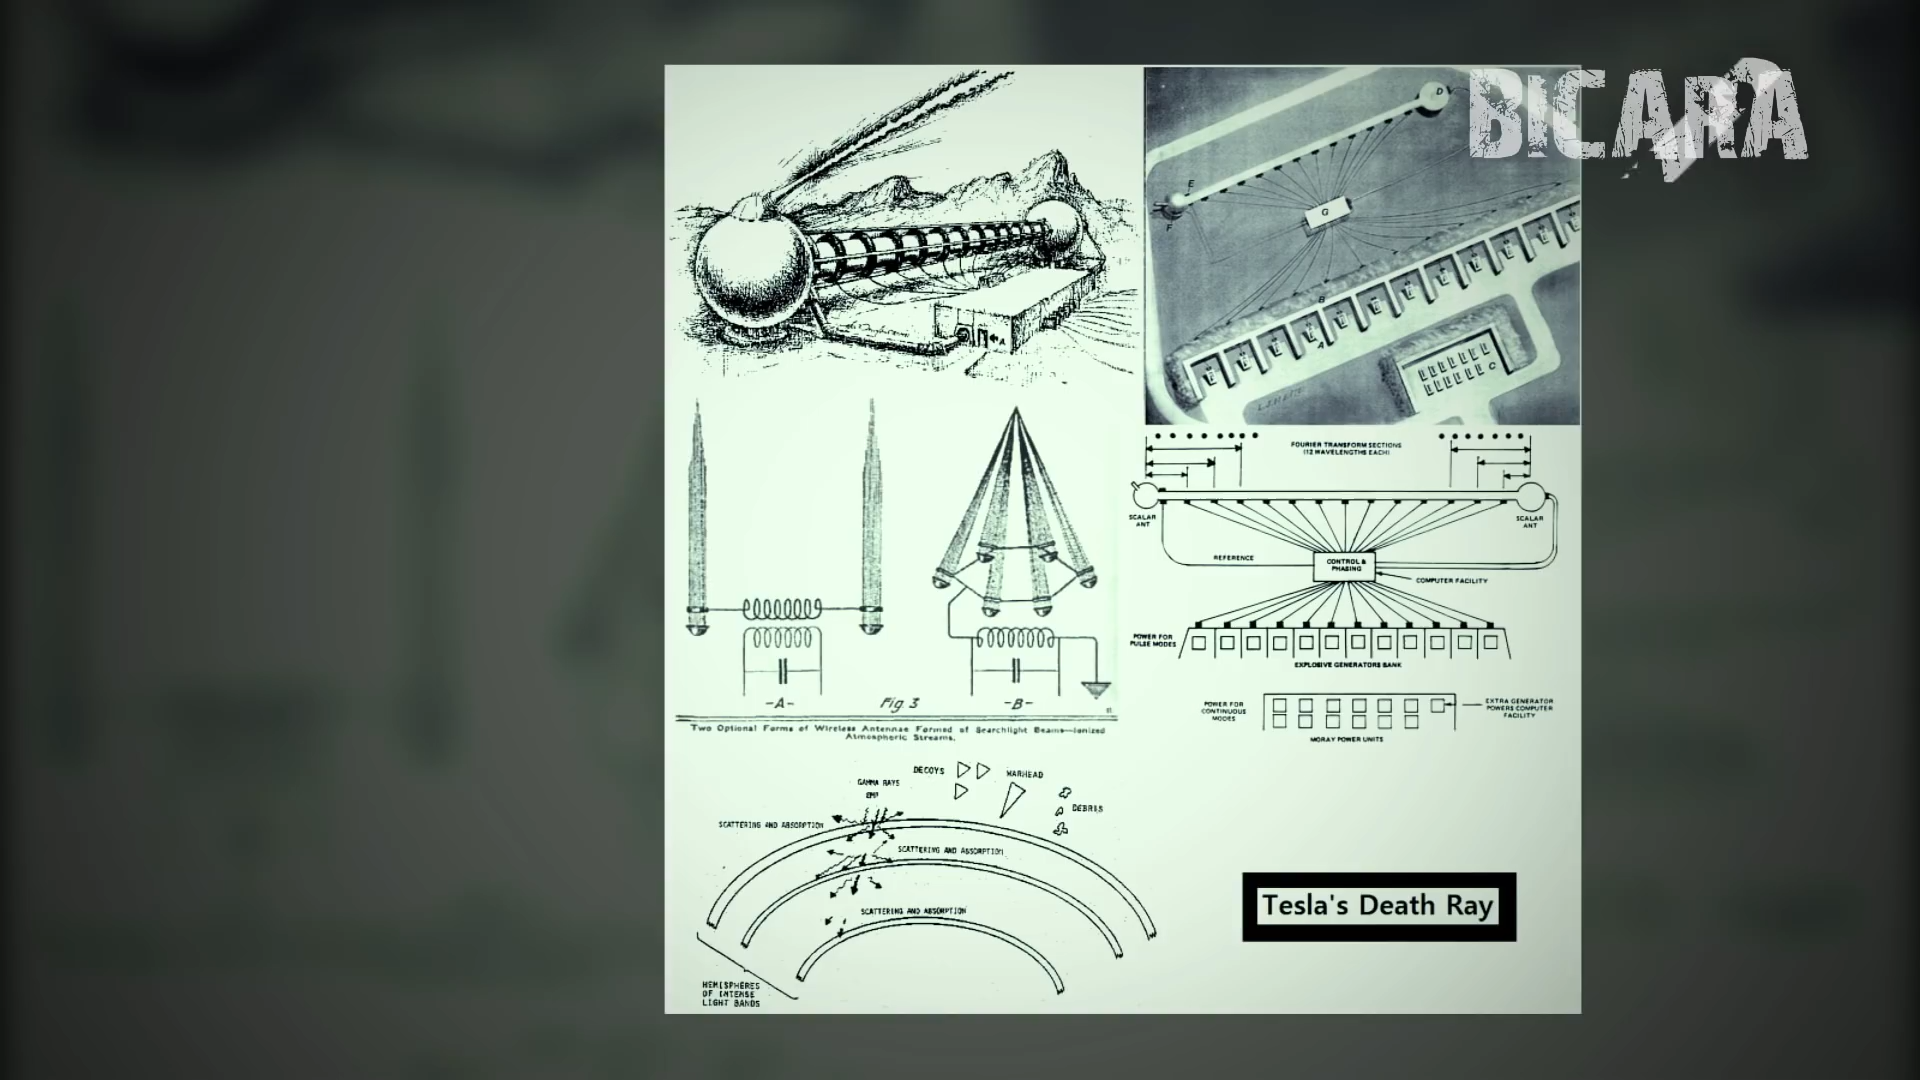 BICARA
D
E
F
G
B
A
C
A
FOURIER TRANSFORM SECTIONS
(12 WAVELENGTHS EACH)
SCALAR
ANT
SCALAR
ANT
REFERENCE
CONTROL &
PHASING
COMPUTER FACILITY
POWER FOR
PULSE MODES
EXPLOSIVE GENERATORS BANK
POWER FOR
CONTINUOUS
MODES
EXTRA GENERATOR
POWERS COMPUTER
FACILITY
MORAY POWER UNITS
-A-
Fig. 3
-B-
Two Optional Forms of Wireless Antennae Formed of Searchlight Beams—Ionized
Atmospheric Streams.
DECOYS
WARHEAD
GAMMA RAYS
EMP
DEBRIS
SCATTERING AND ABSORPTION
SCATTERING AND ABSORPTION
SCATTERING AND ABSORPTION
HEMISPHERES
OF INTENSE
LIGHT BANDS
Tesla's Death Ray